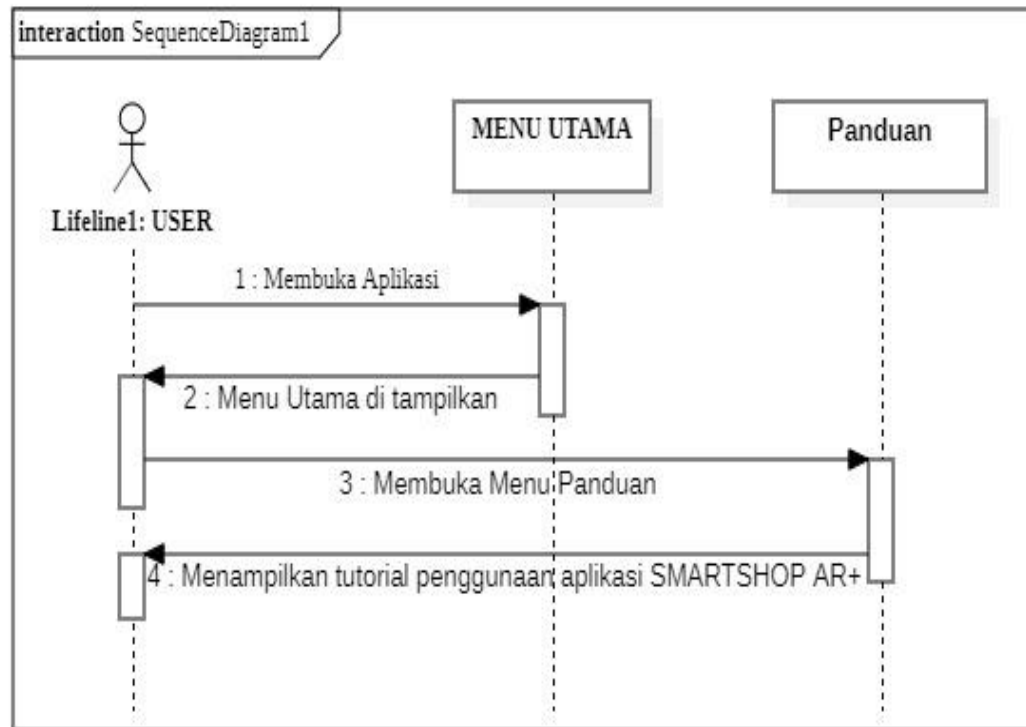 interaction SequenceDiagram1
MENU UTAMA
Panduan
Lifeline1: USER
1 : Membuka Aplikasi
2 : Menu Utama di tampilkan
3 : Membuka Menu Panduan
4 : Menampilkan tutorial penggunaan aplikasi SMARTSHOP AR+